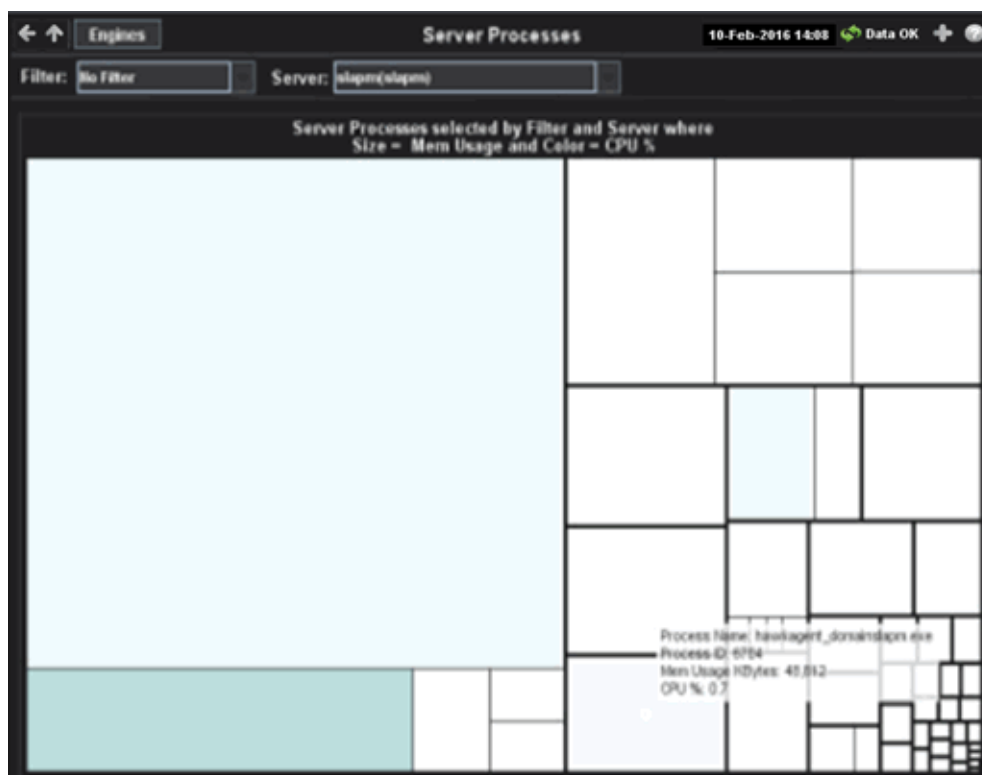 Engines
Server Processes
10-Feb-2016 14:08
Data OK
Filter:
No Filter
Server:
slapm(slapm)
Server Processes selected by Filter and Server where
Size = Mem Usage and Color = CPU %
Process Name: hawkagent_domainslapm.exe
Process ID: 6784
Mem Usage KBytes:
CPU %: 0.7